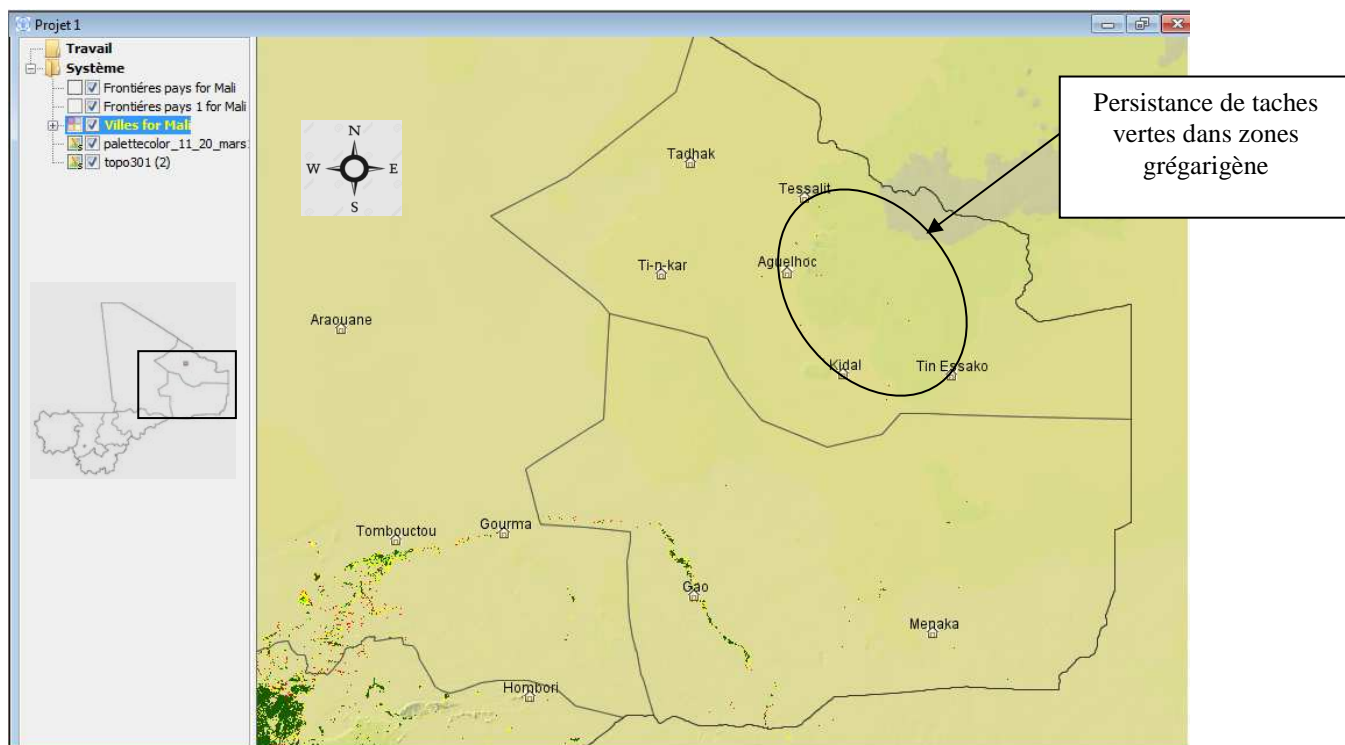 Projet 1
Travail
Système
Frontiéres pays for Mali
Frontiéres pays 1 for Mali
Villes for Mali
palettecolor_11_20_mars
topo301 (2)
N
W
E
S
Persistance de taches
vertes dans zones
grégarigène
Tadhak
Tessalit
Ti-n-kar
Aguelhoc
Araouane
Kidal
Tin Essako
Tombouctou
Gourma
Gao
Menaka
Hombori